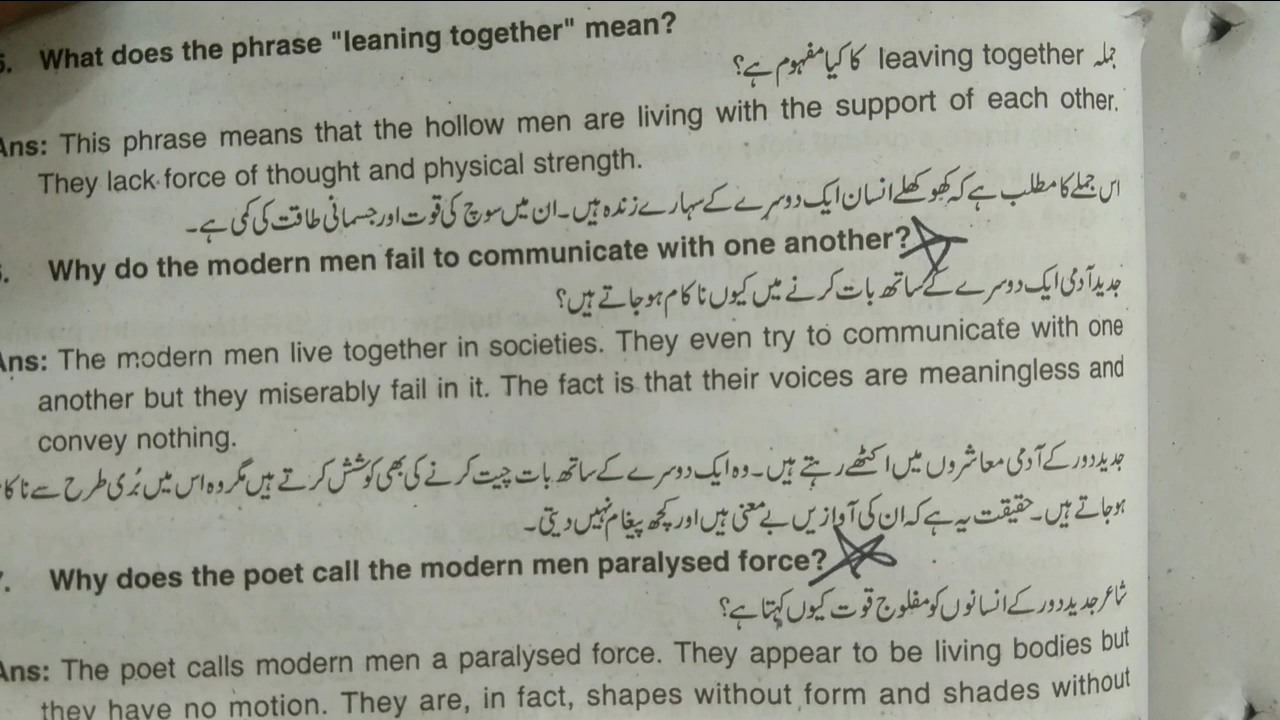 5. What does the phrase "leaning together" mean?
جملہ leaving together کا کیا مفہوم ہے؟
Ans: This phrase means that the hollow men are living with the support of each other.
They lack force of thought and physical strength.
اس جملے کا مطلب ہے کہ کھوکھلے انسان ایک دوسرے کے سہارے زندہ ہیں۔ ان میں سوچ کی قوت اور جسمانی طاقت کی کمی ہے۔
. Why do the modern men fail to communicate with one another?
جدید آدمی ایک دوسرے کے ساتھ بات کرنے میں کیوں ناکام ہو جاتے ہیں؟
Ans: The modern men live together in societies. They even try to communicate with one
another but they miserably fail in it. The fact is that their voices are meaningless and
convey nothing.
جدید دور کے آدمی معاشروں میں اکٹھے رہتے ہیں۔ وہ ایک دوسرے کے ساتھ بات چیت کرنے کی بھی کوشش کرتے ہیں مگر وہ اس میں بُری طرح سے
ہو جاتے ہیں۔ حقیقت یہ ہے کہ ان کی آوازیں بے معنی ہیں اور کچھ پیغام نہیں دیتی۔
. Why does the poet call the modern men paralysed force?
شاعر جدید دور کے انسانوں کو مفلوج قوت کیوں کہتا ہے؟
Ans: The poet calls modern men a paralysed force. They appear to be living bodies but
they have no motion. They are, in fact, shapes without form and shades without